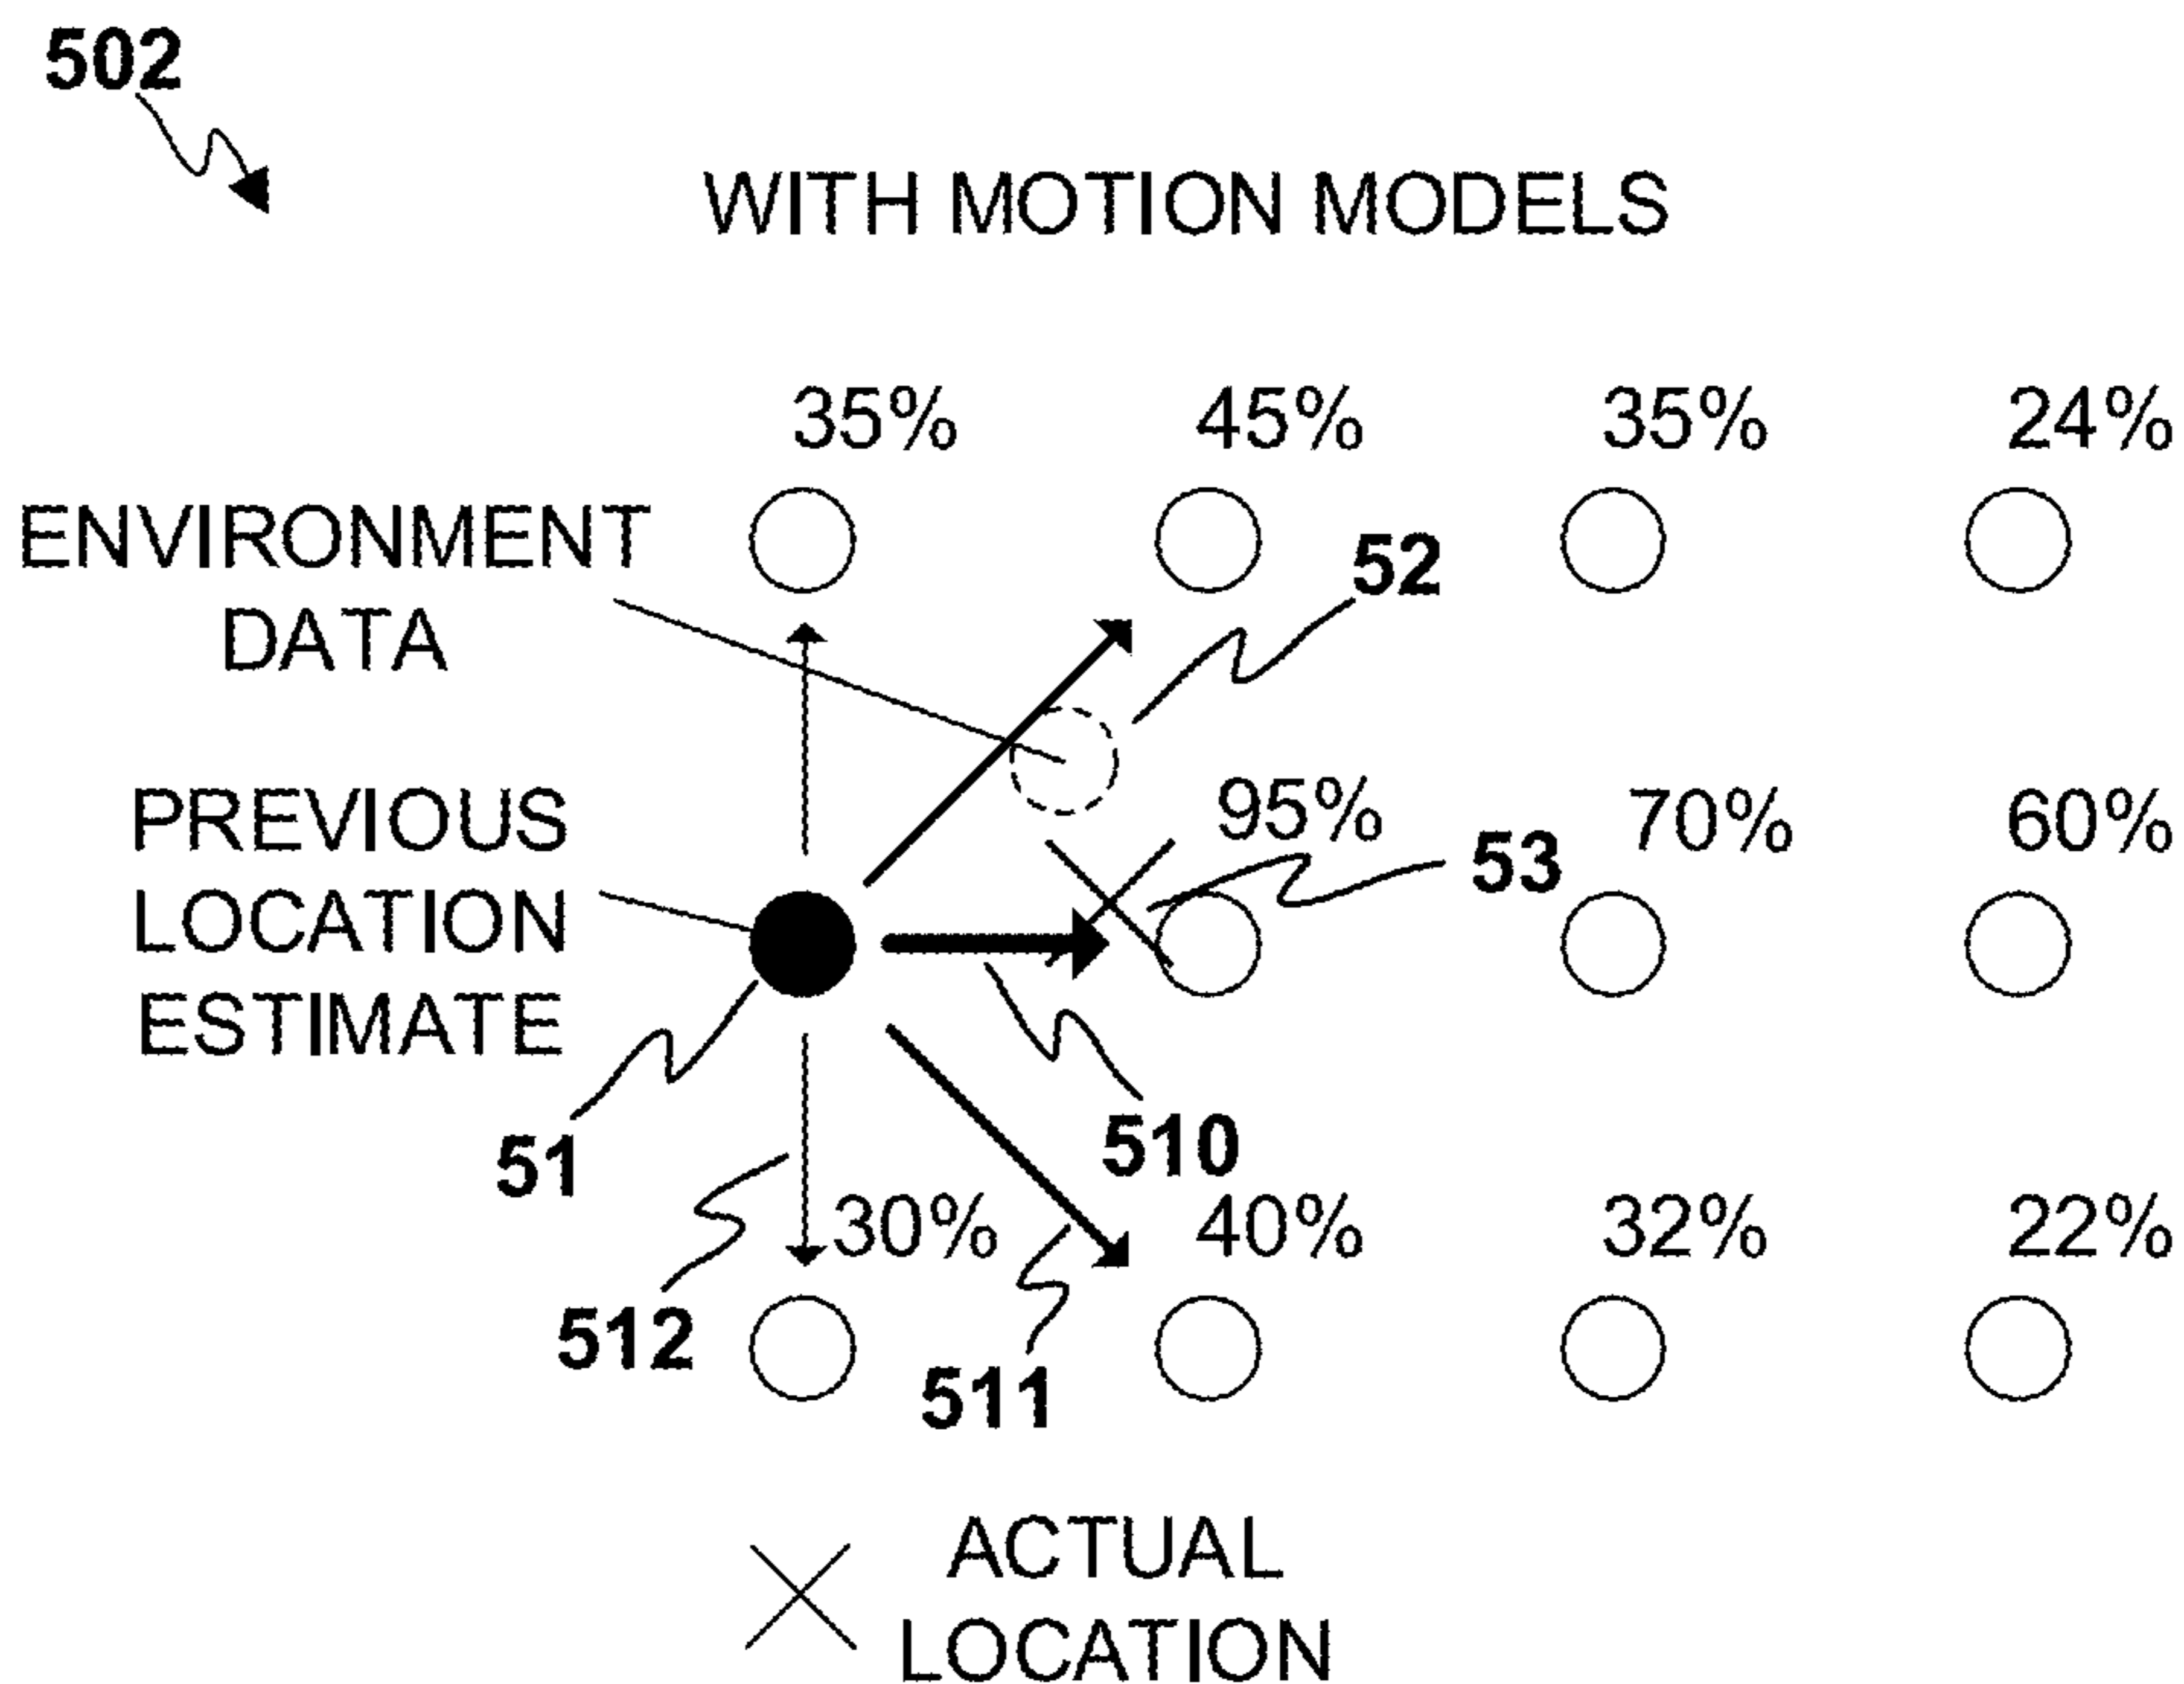 502
WITH MOTION MODELS
35% 45% 35% 24%
ENVIRONMENT
DATA
52
PREVIOUS
LOCATION
ESTIMATE
95% 70% 60%
53
51
510
30% 40% 32% 22%
512
511
ACTUAL
LOCATION